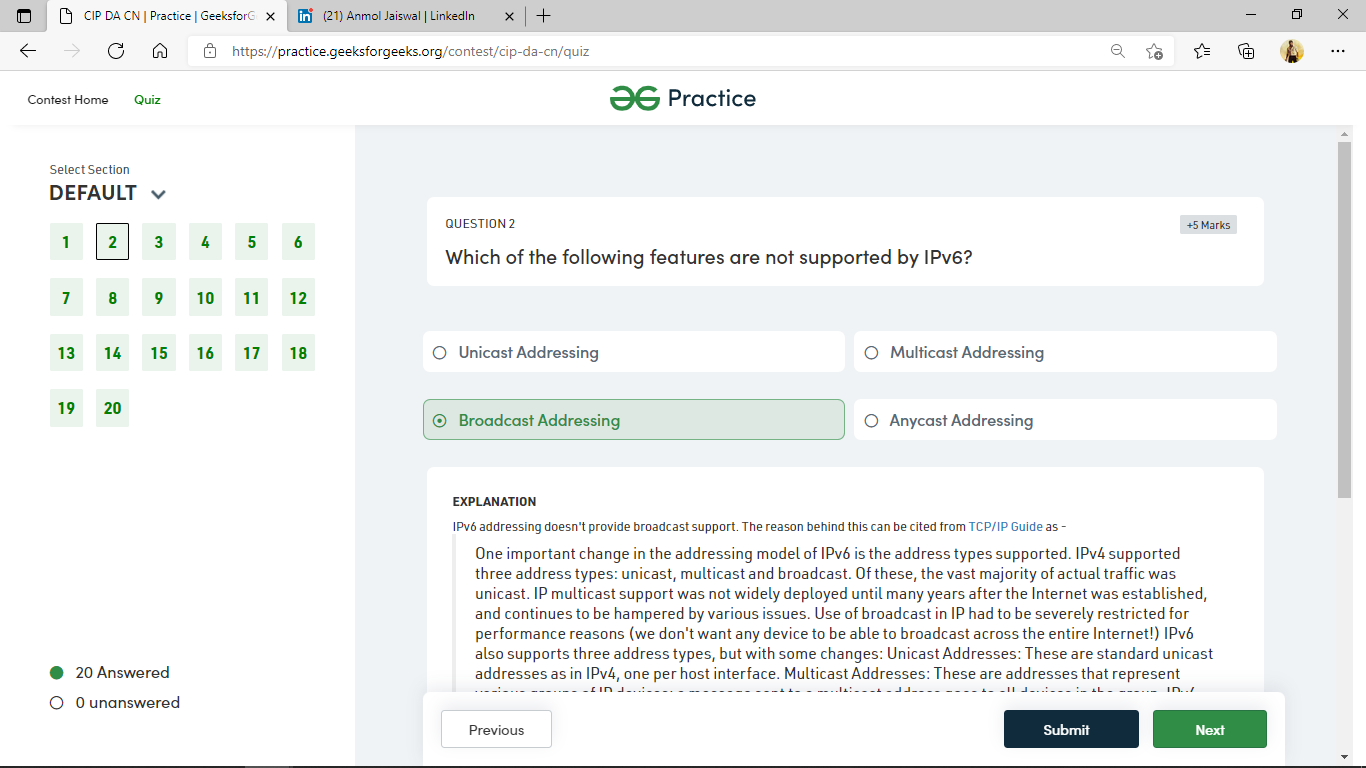 CIP DA CN | Practice | GeeksforG
(21) Anmol Jaiswal | LinkedIn
https://practice.geeksforgeeks.org/contest/cip-da-cn/quiz
Contest Home Quiz
Practice
Select Section
DEFAULT
1 2 3 4 5 6
7 8 9 10 11 12
13 14 15 16 17 18
19 20
20 Answered
0 unanswered
QUESTION 2
+5 Marks
Which of the following features are not supported by IPv6?
Unicast Addressing
Multicast Addressing
Broadcast Addressing
Anycast Addressing
EXPLANATION
IPv6 addressing doesn't provide broadcast support. The reason behind this can be cited from TCP/IP Guide as -
One important change in the addressing model of IPv6 is the address types supported. IPv4 supported
three address types: unicast, multicast and broadcast. Of these, the vast majority of actual traffic was
unicast. IP multicast support was not widely deployed until many years after the Internet was established,
and continues to be hampered by various issues. Use of broadcast in IP had to be severely restricted for
performance reasons (we don't want any device to be able to broadcast across the entire Internet!) IPv6
also supports three address types, but with some changes: Unicast Addresses: These are standard unicast
addresses as in IPv4, one per host interface. Multicast Addresses: These are addresses that represent
Previous
Submit
Next